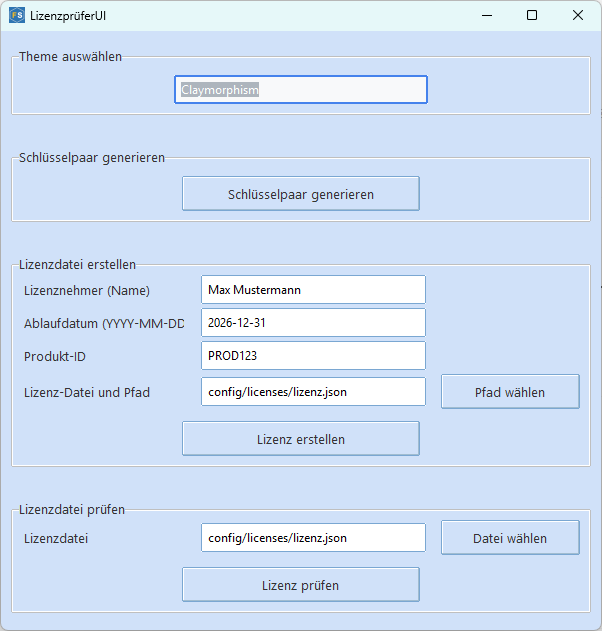 FS LizenzprüferUI
Theme auswählen
Claymorphism
Schlüsselpaar generieren
Schlüsselpaar generieren
Lizenzdatei erstellen
Lizenznehmer (Name) Max Mustermann
Ablaufdatum (YYYY-MM-DD 2026-12-31
Produkt-ID PROD123
Lizenz-Datei und Pfad config/licenses/lizenz.json Pfad wählen
Lizenz erstellen
Lizenzdatei prüfen
Lizenzdatei config/licenses/lizenz.json Datei wählen
Lizenz prüfen